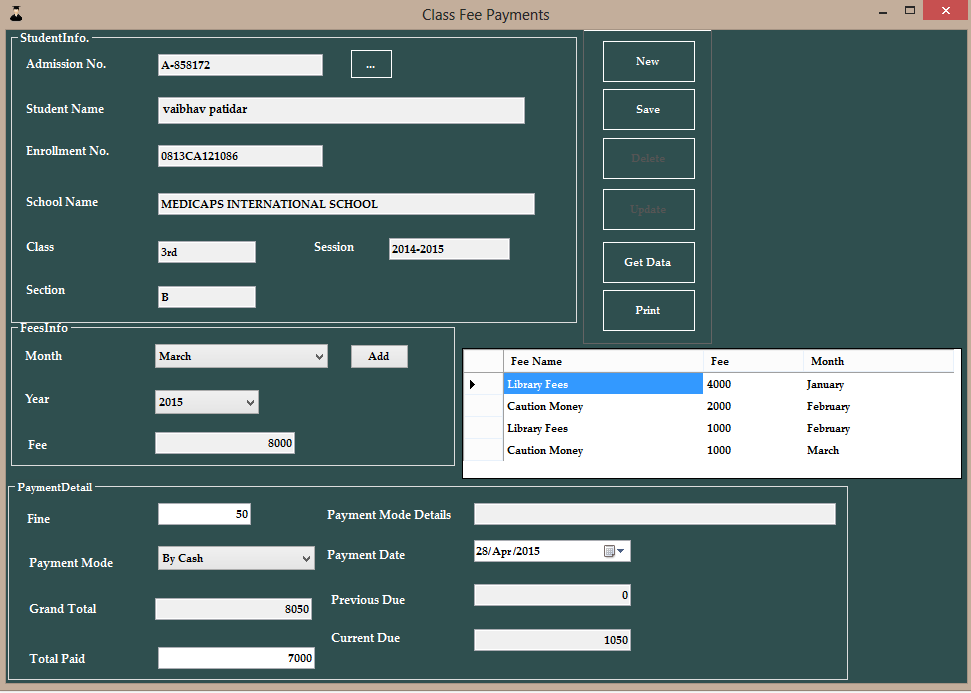 Class Fee Payments
StudentInfo.
Admission No. A-858172 ...
Student Name vaibhav patidar
Enrollment No. 0813CA121086
School Name MEDICAPS INTERNATIONAL SCHOOL
Class 3rd Session 2014-2015
Section B
New
Save
Delete
Update
Get Data
Print
FeesInfo
Month March Add
Year 2015
Fee 8000
Fee Name Fee Month
Library Fees 4000 January
Caution Money 2000 February
Library Fees 1000 February
Caution Money 1000 March
PaymentDetail
Fine 50 Payment Mode Details
Payment Mode By Cash Payment Date 28/Apr/2015
Grand Total 8050 Previous Due 0
Total Paid 7000 Current Due 1050